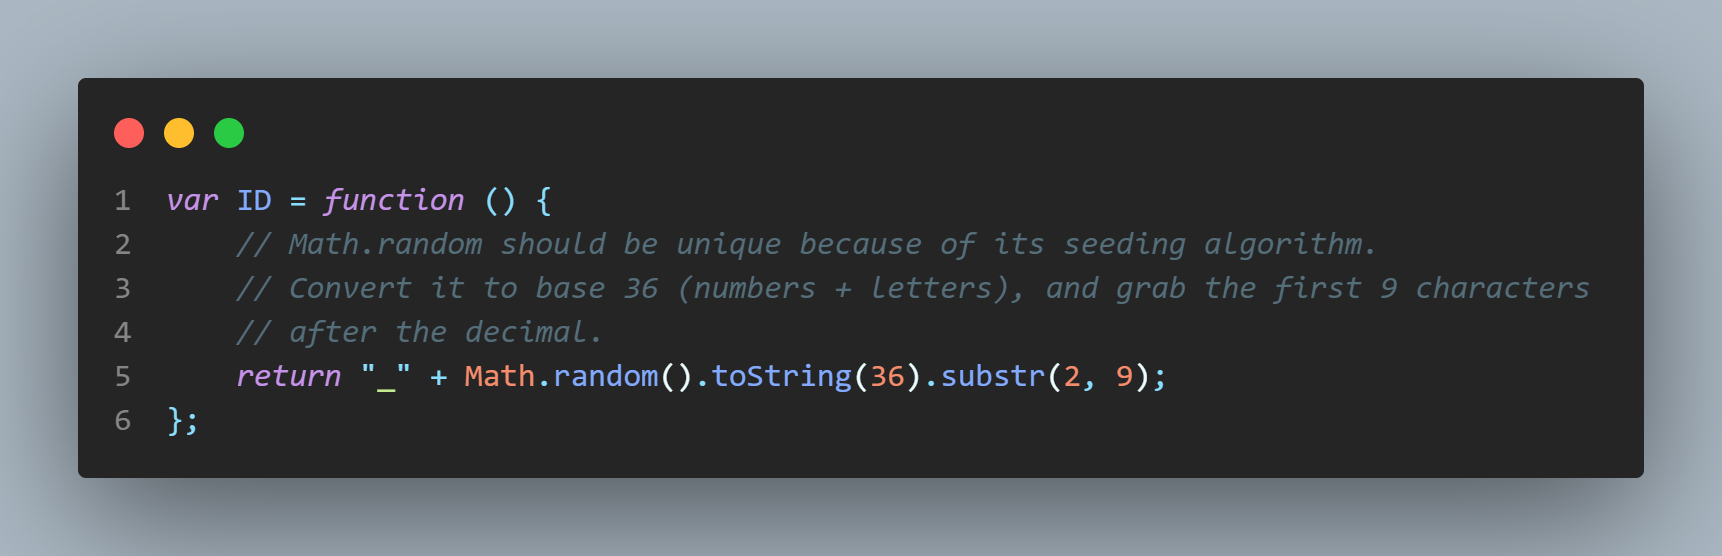 1 var ID = function () {
2     // Math.random should be unique because of its seeding algorithm.
3     // Convert it to base 36 (numbers + letters), and grab the first 9 characters
4     // after the decimal.
5     return "_" + Math.random().toString(36).substr(2, 9);
6 };